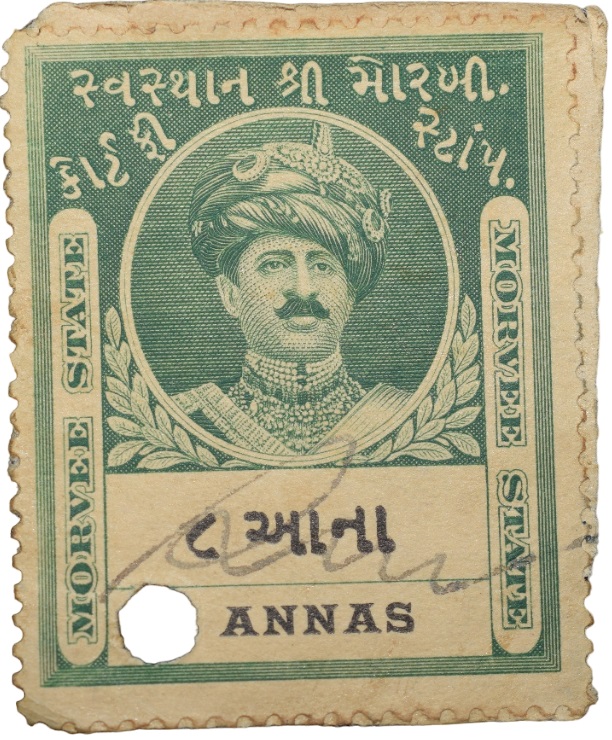 સ્વસ્થાન શ્રી મોરબી.
કોર્ટ ફી સ્ટાંપ.
MORVEE STATE
MORVEE STATE
૮ આના
ANNAS